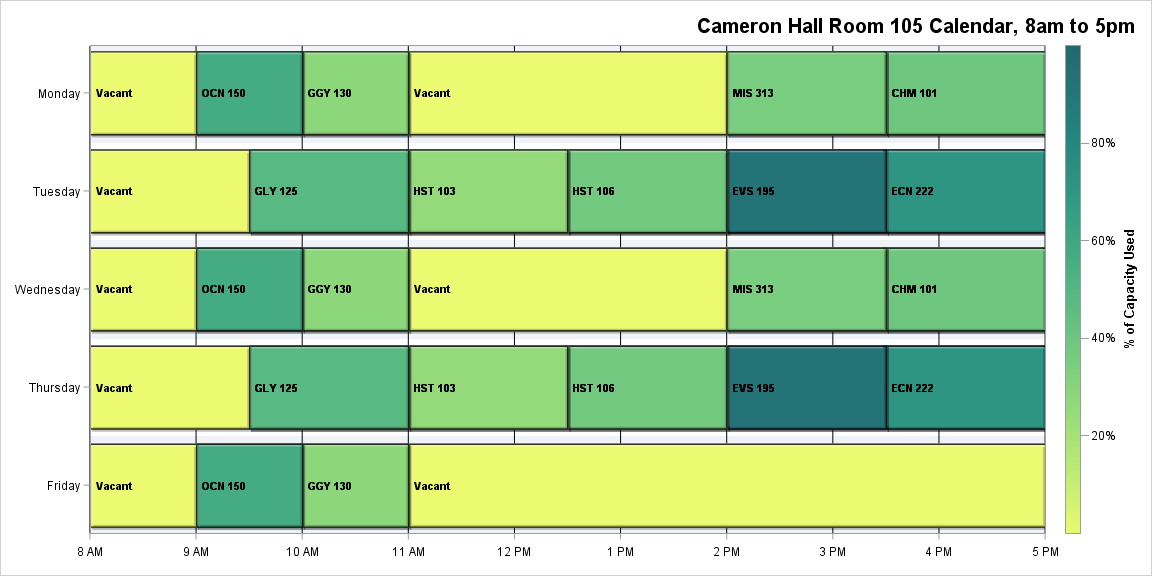 Cameron Hall Room 105 Calendar, 8am to 5pm
Monday Vacant OCN 150 GGY 130 Vacant MIS 313 CHM 101
80%
Tuesday Vacant GLY 125 HST 103 HST 106 EVS 195 ECN 222
60%
Wednesday Vacant OCN 150 GGY 130 Vacant MIS 313 CHM 101
% of Capacity Used
40%
Thursday Vacant GLY 125 HST 103 HST 106 EVS 195 ECN 222
20%
Friday Vacant OCN 150 GGY 130 Vacant
8 AM 9 AM 10 AM 11 AM 12 PM 1 PM 2 PM 3 PM 4 PM 5 PM